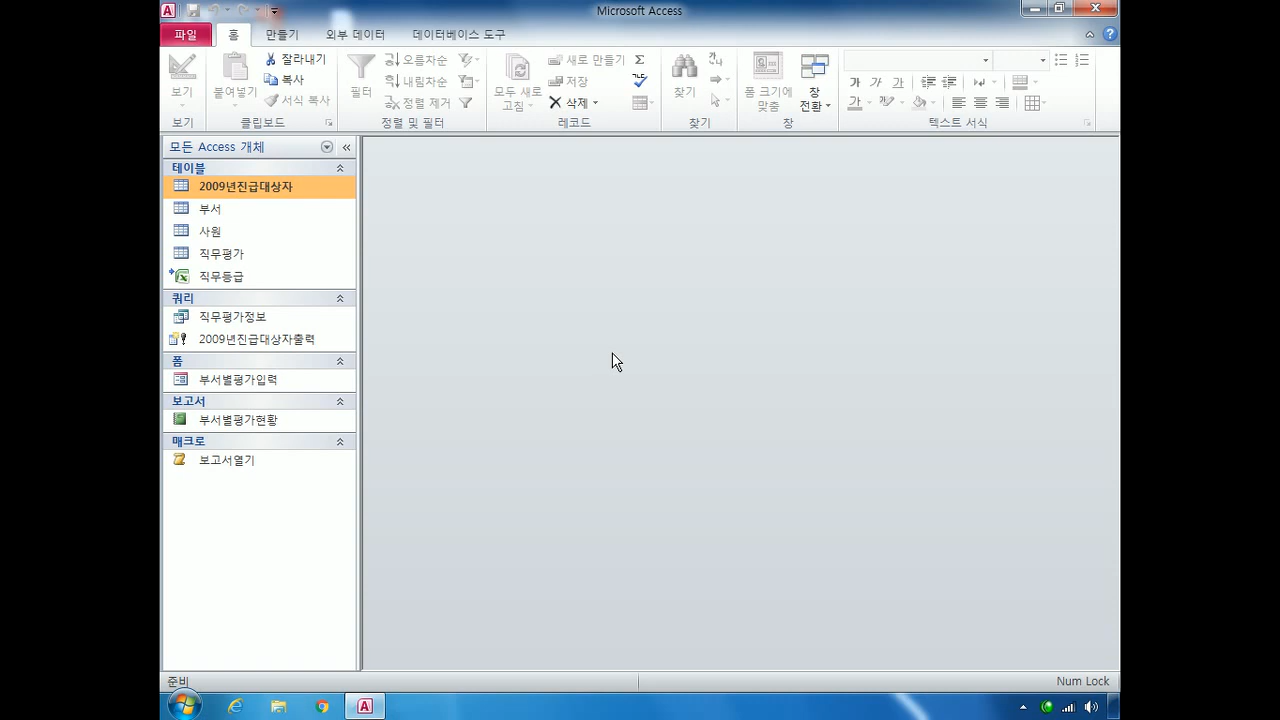 Microsoft Access
파일 홈 만들기 외부 데이터 데이터베이스 도구
보기 붙여넣기 잘라내기 복사 서식 복사 필터 오름차순 내림차순 정렬 제거 모두 새로 고침 새로 만들기 저장 삭제 찾기 폼 크기에 맞춤 창 전환 가 가 가 가
보기 클립보드 정렬 및 필터 레코드 찾기 창 텍스트 서식
모든 Access 개체
테이블
2009년진급대상자
부서
사원
직무평가
직무등급
쿼리
직무평가정보
2009년진급대상자출력
폼
부서별평가입력
보고서
부서별평가현황
매크로
보고서열기
준비 Num Lock